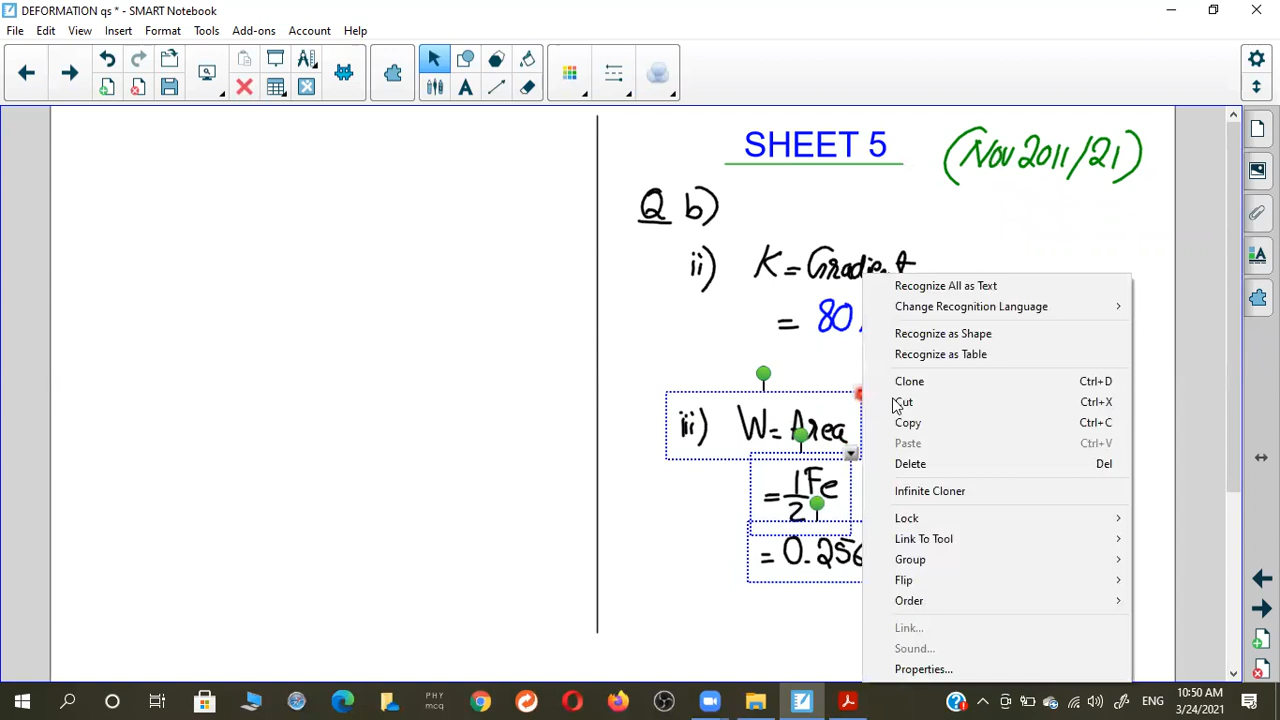 DEFORMATION qs * - SMART Notebook
File Edit View Insert Format Tools Add-ons Account Help
SHEET 5
(Nov 2011/21)
Q b)
ii) K = Gradient
= 80
iii) W = Area
= 1/2 Fe
= 0.256
Recognize All as Text
Change Recognition Language
Recognize as Shape
Recognize as Table
Clone Ctrl+D
Cut Ctrl+X
Copy Ctrl+C
Paste Ctrl+V
Delete Del
Infinite Cloner
Lock
Link To Tool
Group
Flip
Order
Link...
Sound...
Properties...
PHY
mcq
ENG
10:50 AM
3/24/2021